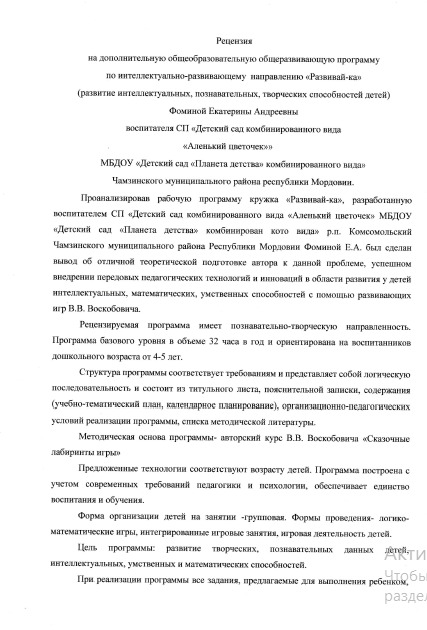 Рецензия
на дополнительную общеобразовательную общеразвивающую программу
по интеллектуально-развивающему направлению «Развивай-ка»
(развитие интеллектуальных, познавательных, творческих способностей детей)
Фоминой Екатерины Андреевны
воспитателя СП «Детский сад комбинированного вида
«Аленький цветочек»»
МБДОУ «Детский сад «Планета детства» комбинированного вида»
Чамзинского муниципального района республики Мордовии.
Проанализировав рабочую программу кружка «Развивай-ка», разработанную
воспитателем СП «Детский сад комбинированного вида «Аленький цветочек» МБДОУ
«Детский сад «Планета детства» комбинирован кото вида» р.п. Комсомольский
Чамзинского муниципального района Республики Мордовии Фоминой Е.А. был сделан
вывод об отличной теоретической подготовке автора к данной проблеме, успешном
внедрении передовых педагогических технологий и инноваций в области развития у детей
интеллектуальных, математических, умственных способностей с помощью развивающих
игр В.В. Воскобовича.
Рецензируемая программа имеет познавательно-творческую направленность.
Программа базового уровня в объеме 32 часа в год и ориентирована на воспитанников
дошкольного возраста от 4-5 лет.
Структура программы соответствует требованиям и представляет собой логическую
последовательность и состоит из титульного листа, пояснительной записки, содержания
(учебно-тематический план, календарное планирование), организационно-педагогических
условий реализации программы, списка методической литературы.
Методическая основа программы- авторский курс В.В. Воскобовича «Сказочные
лабиринты игры»
Предложенные технологии соответствуют возрасту детей. Программа построена с
учетом современных требований педагогики и психологии, обеспечивает единство
воспитания и обучения.
Форма организации детей на занятии -групповая. Формы проведения- логико-
математические игры, интегрированные игровые занятия, игровая деятельность детей.
Цель программы: развитие творческих, познавательных данных детей,
интеллектуальных, умственных и математических способностей.
При реализации программы все задания, предлагаемые для выполнения ребенком,
Акти
Чтобы
раздел